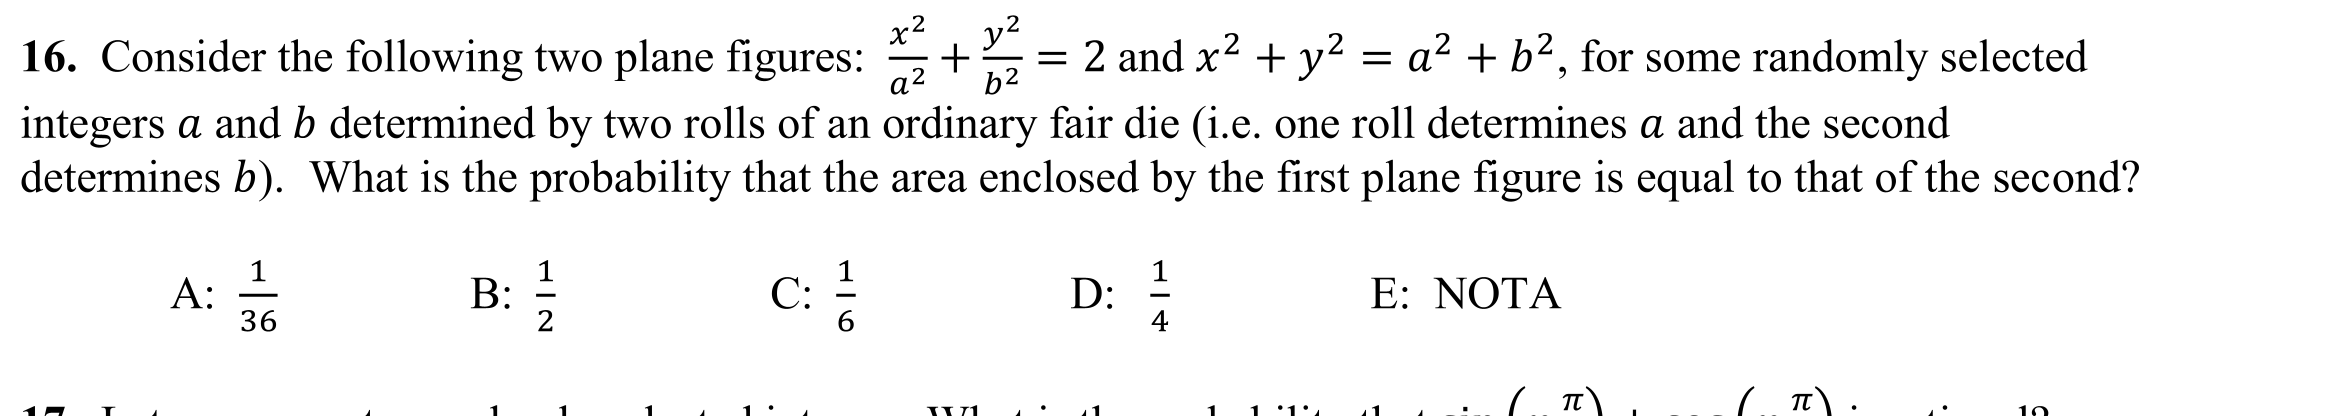 16. Consider the following two plane figures: x²/a² + y²/b² = 2 and x² + y² = a² + b², for some randomly selected
integers a and b determined by two rolls of an ordinary fair die (i.e. one roll determines a and the second
determines b). What is the probability that the area enclosed by the first plane figure is equal to that of the second?
A: 1/36 B: 1/2 C: 1/6 D: 1/4 E: NOTA